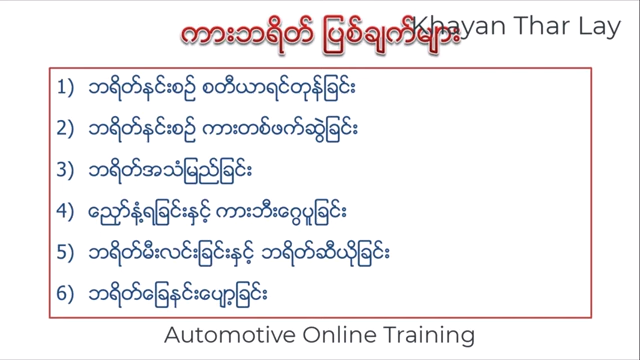 ကားဘရိတ် ပြစ်ချက်များ
Khayan Thar Lay
1) ဘရိတ်နင်းစဉ် စတီယာရင်တုန်ခြင်း
2) ဘရိတ်နင်းစဉ် ကားတစ်ဖက်ဆွဲခြင်း
3) ဘရိတ်အသံမြည်ခြင်း
4) ညှော်နံ့ရခြင်းနှင့် ကားဘီးဂွေပူခြင်း
5) ဘရိတ်မီးလင်းခြင်းနှင့် ဘရိတ်ဆီယိုခြင်း
6) ဘရိတ်ခြေနင်းပျော့ခြင်း
Automotive Online Training